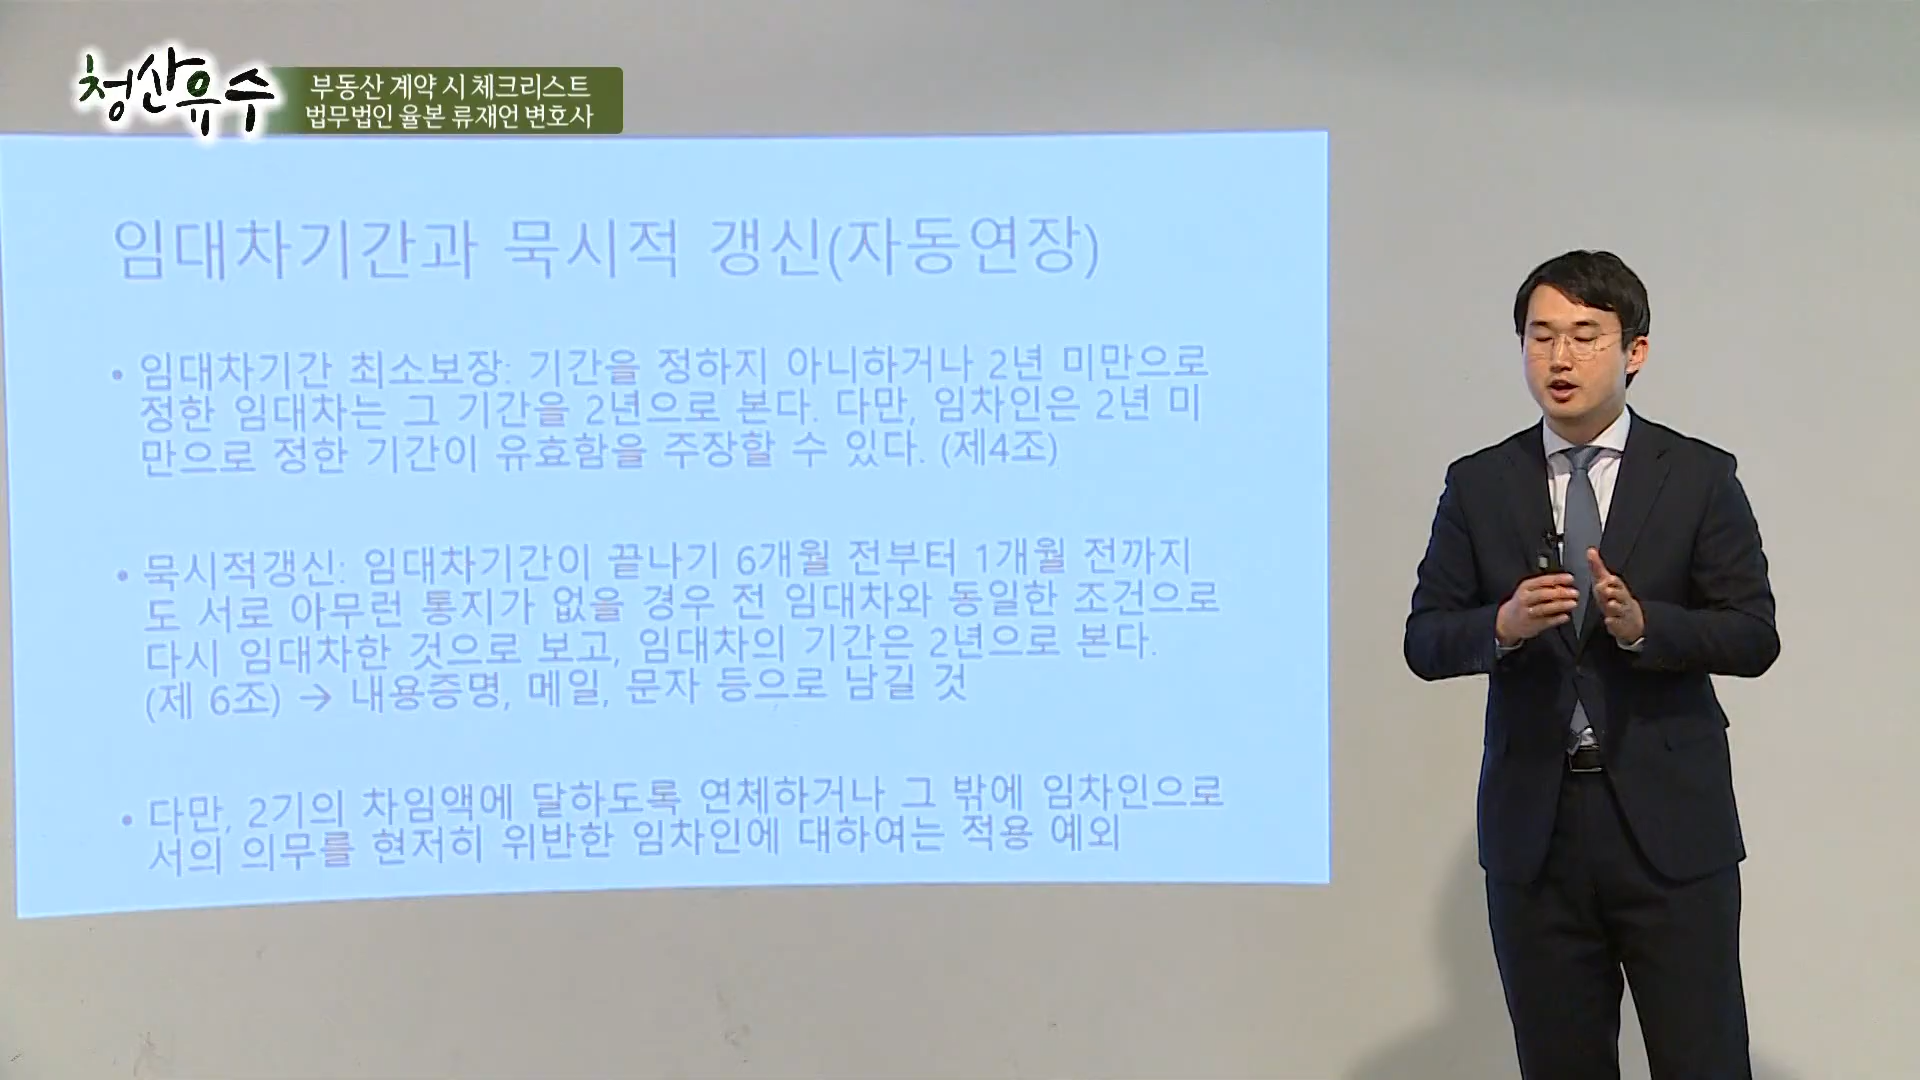 청산유수
부동산 계약 시 체크리스트
법무법인 율본 류재언 변호사
임대차기간과 묵시적 갱신(자동연장)
• 임대차기간 최소보장: 기간을 정하지 아니하거나 2년 미만으로
정한 임대차는 그 기간을 2년으로 본다. 다만, 임차인은 2년 미
만으로 정한 기간이 유효함을 주장할 수 있다. (제4조)
• 묵시적갱신: 임대차기간이 끝나기 6개월 전부터 1개월 전까지
도 서로 아무런 통지가 없을 경우 전 임대차와 동일한 조건으로
다시 임대차한 것으로 보고, 임대차의 기간은 2년으로 본다.
(제 6조) → 내용증명, 메일, 문자 등으로 남길 것
• 다만, 2기의 차임액에 달하도록 연체하거나 그 밖에 임차인으로
서의 의무를 현저히 위반한 임차인에 대하여는 적용 예외